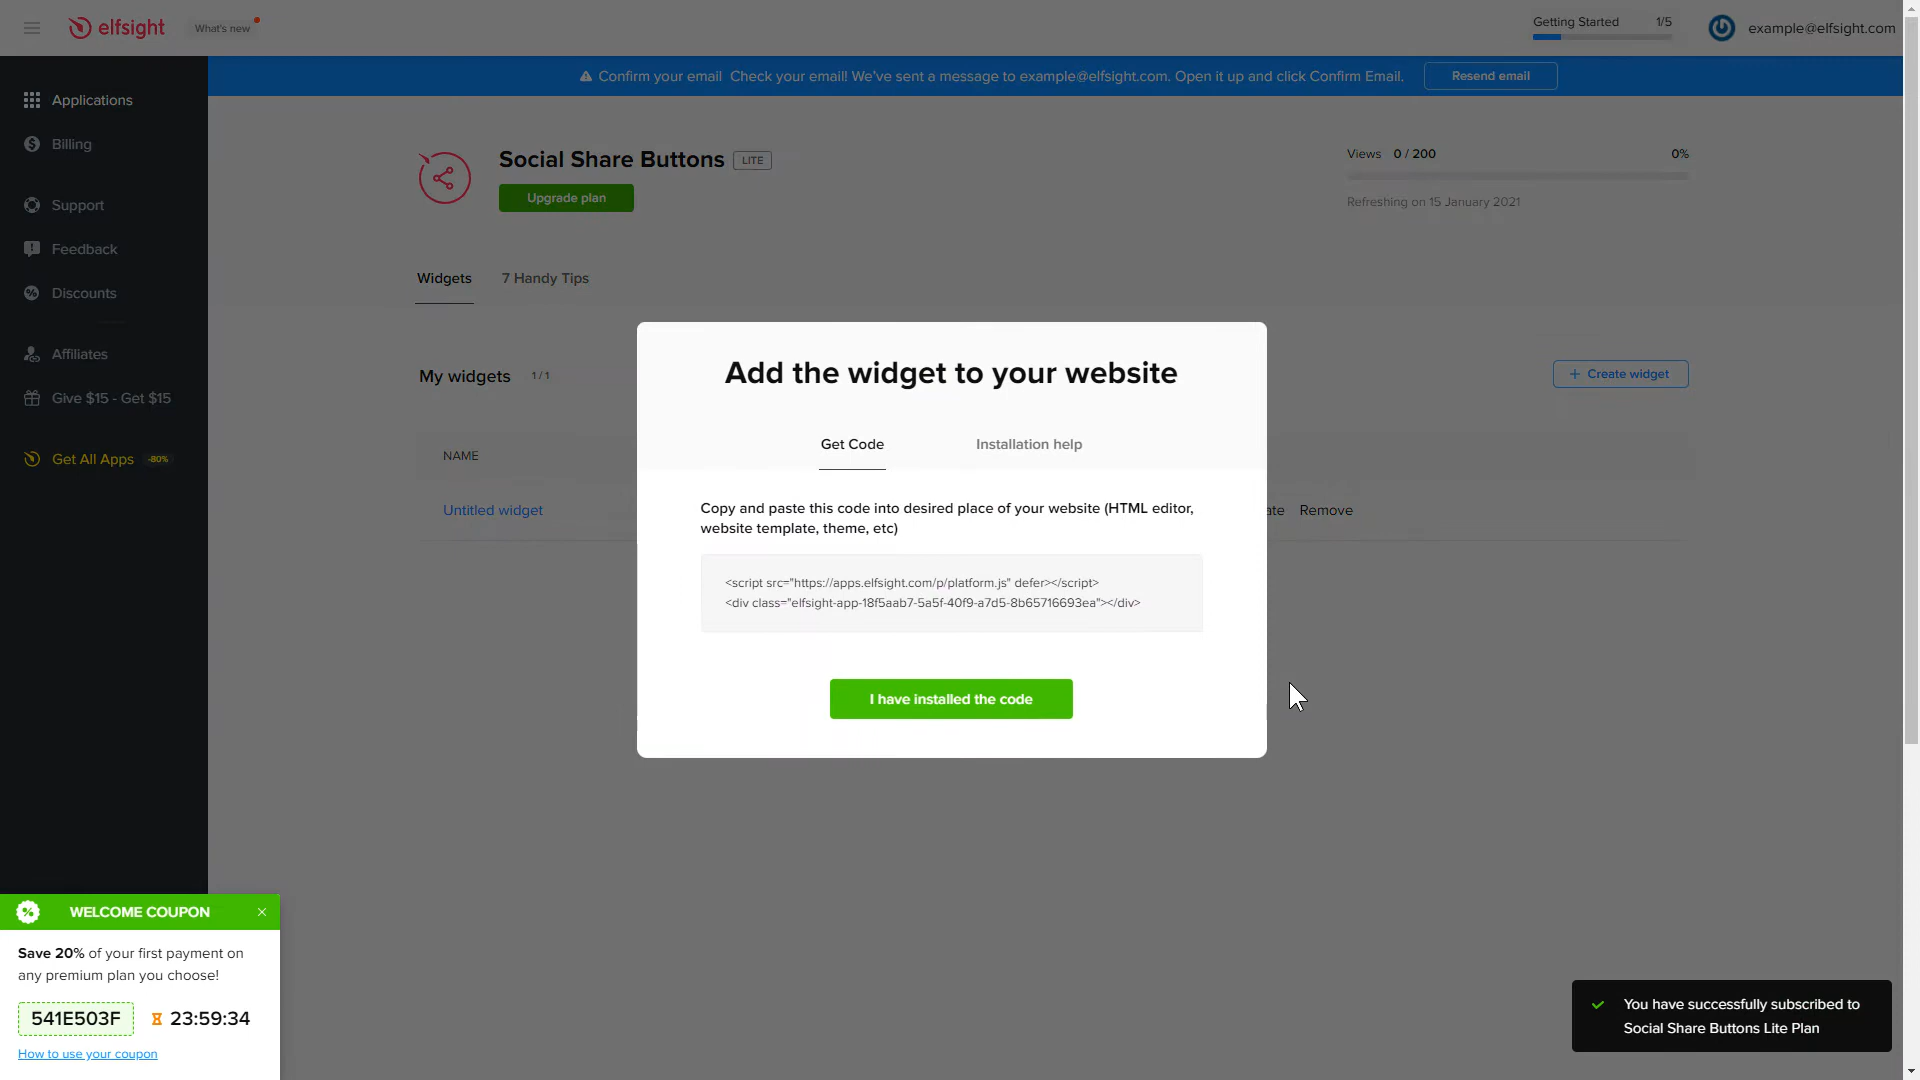 elfsight
What's new
Getting Started 1/5
example@elfsight.com
Confirm your email Check your email! We've sent a message to example@elfsight.com. Open it up and click Confirm Email.
Resend email
Applications
Billing
Support
Feedback
Discounts
Affiliates
Give $15 - Get $15
Get All Apps -80%
Social Share Buttons LITE
Upgrade plan
Views 0 / 200 0%
Refreshing on 15 January 2021
Widgets 7 Handy Tips
My widgets 1 / 1
+ Create widget
NAME
Untitled widget
Remove
Add the widget to your website
Get Code Installation help
Copy and paste this code into desired place of your website (HTML editor,
website template, theme, etc)
<script src="https://apps.elfsight.com/p/platform.js" defer></script>
<div class="elfsight-app-18f5aab7-5a5f-40f9-a7d5-8b65716693ea"></div>
I have installed the code
WELCOME COUPON
Save 20% of your first payment on
any premium plan you choose!
541E503F 23:59:34
How to use your coupon
You have successfully subscribed to
Social Share Buttons Lite Plan